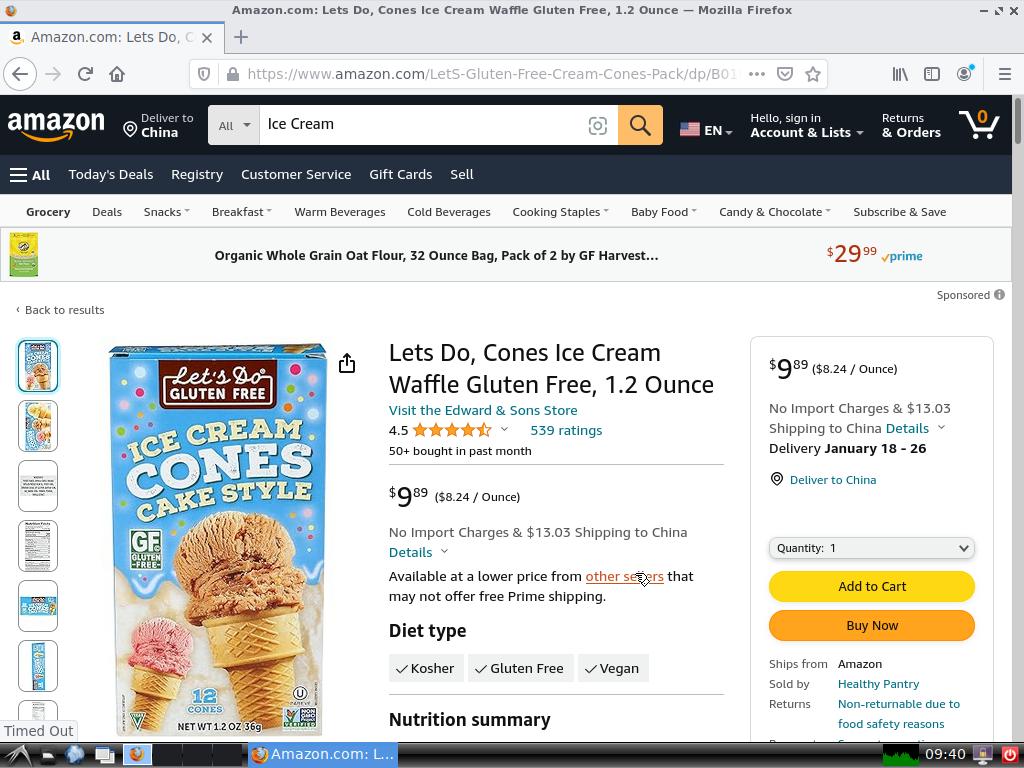 Amazon.com: Lets Do, Cones Ice Cream Waffle Gluten Free, 1.2 Ounce — Mozilla Firefox
Amazon.com: Lets Do, C
https://www.amazon.com/LetS-Gluten-Free-Cream-Cones-Pack/dp/B01
amazon
Deliver to
China
All
Ice Cream
EN
Hello, sign in
Account & Lists
Returns
& Orders
0
All
Today's Deals
Registry
Customer Service
Gift Cards
Sell
Grocery
Deals
Snacks
Breakfast
Warm Beverages
Cold Beverages
Cooking Staples
Baby Food
Candy & Chocolate
Subscribe & Save
Organic Whole Grain Oat Flour, 32 Ounce Bag, Pack of 2 by GF Harvest...
$29 99 prime
Sponsored
‹ Back to results
Let's Do
GLUTEN FREE
ICE CREAM
CONES
CAKE STYLE
GF
GLUTEN-
FREE
12
CONES
NET WT 1.2 OZ 36g
Lets Do, Cones Ice Cream
Waffle Gluten Free, 1.2 Ounce
Visit the Edward & Sons Store
4.5
539 ratings
50+ bought in past month
$9 89 ($8.24 / Ounce)
No Import Charges & $13.03 Shipping to China
Details
Available at a lower price from other sellers that
may not offer free Prime shipping.
Diet type
Kosher
Gluten Free
Vegan
Nutrition summary
$9 89 ($8.24 / Ounce)
No Import Charges & $13.03
Shipping to China Details
Delivery January 18 - 26
Deliver to China
Quantity: 1
Add to Cart
Buy Now
Ships from Amazon
Sold by Healthy Pantry
Returns Non-returnable due to
food safety reasons
Timed Out
Amazon.com: L...
09:40